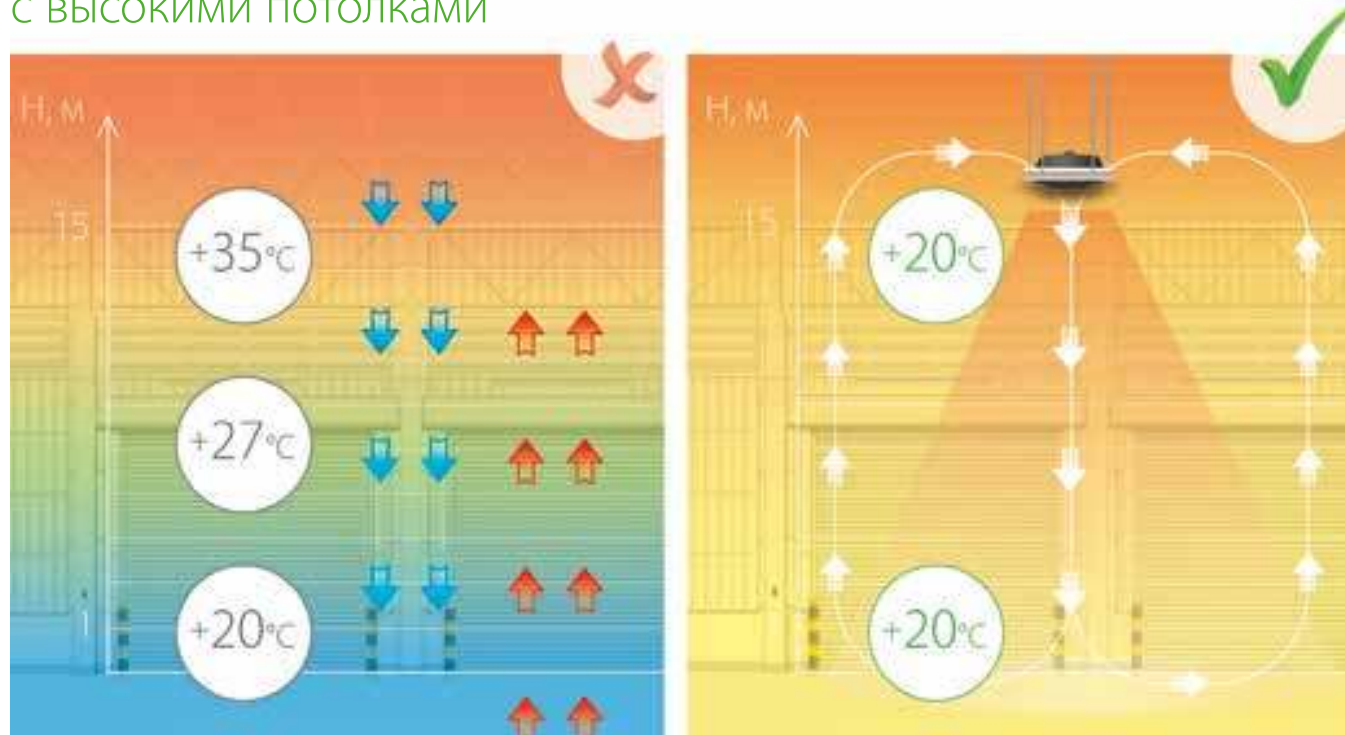 с высокими потолками
Н, м
15
+35°C
+27°C
+20°C
1
Н, м
15
+20°C
+20°C